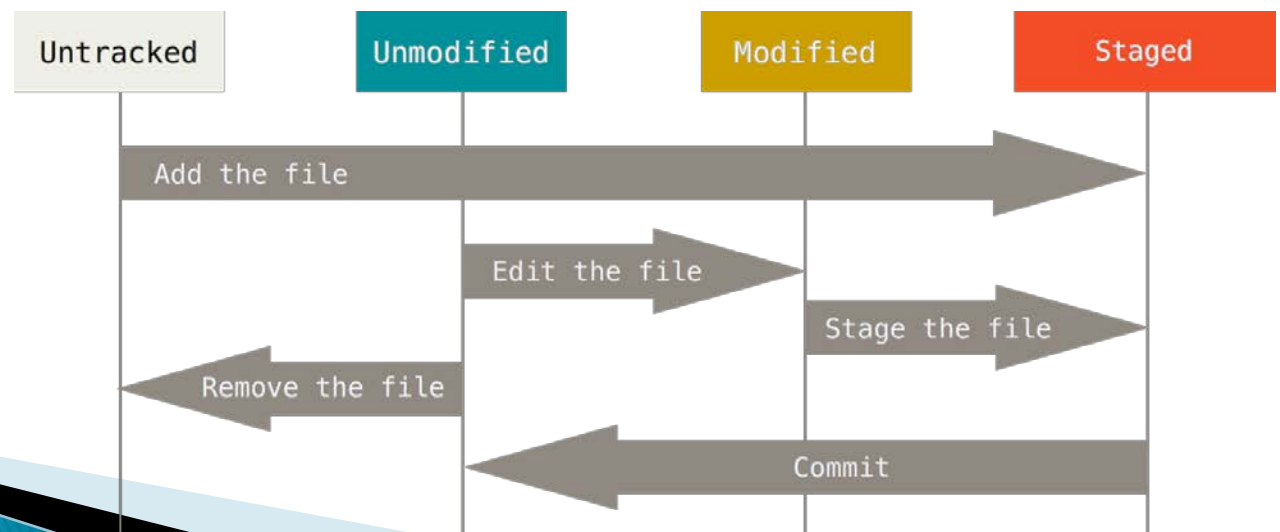 Untracked
Unmodified
Modified
Staged
Add the file
Edit the file
Stage the file
Remove the file
Commit